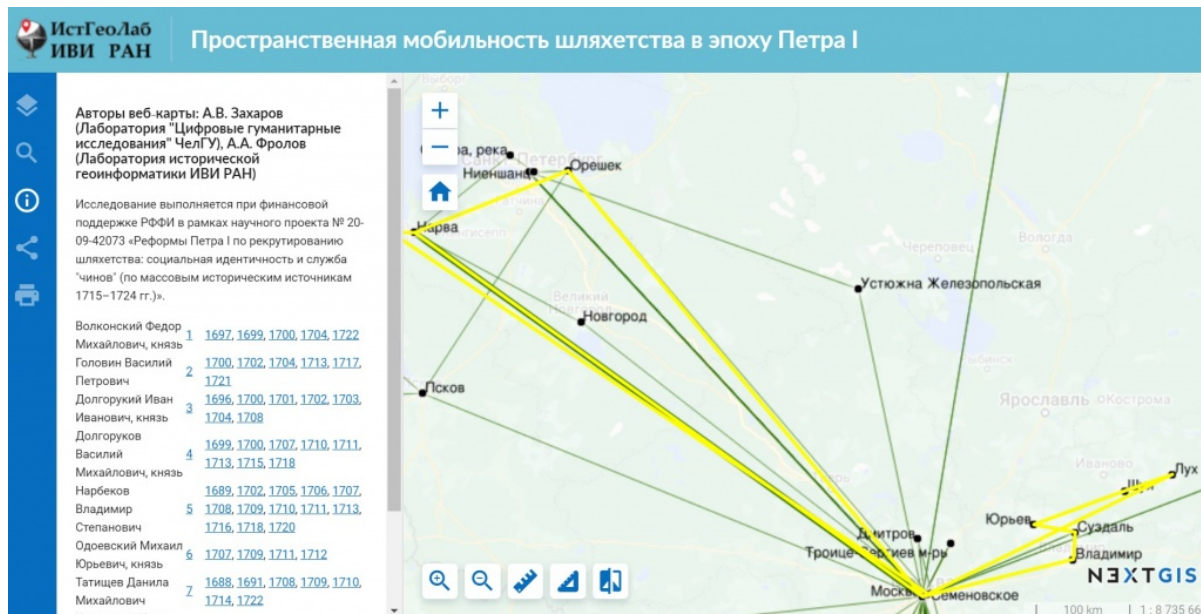 ИстГеоЛаб
ИВИ РАН
Пространственная мобильность шляхетства в эпоху Петра I
Авторы веб-карты: А.В. Захаров
(Лаборатория "Цифровые гуманитарные
исследования" ЧелГУ), А.А. Фролов
(Лаборатория исторической
геоинформатики ИВИ РАН)
Исследование выполняется при финансовой
поддержке РФФИ в рамках научного проекта № 20-
09-42073 «Реформы Петра I по рекрутированию
шляхетства: социальная идентичность и служба
"чинов" (по массовым историческим источникам
1715–1724 гг.)».
Волконский Федор
Михайлович, князь 1 1697, 1699, 1700, 1704, 1722
Головин Василий
Петрович 2 1700, 1702, 1704, 1713, 1717,
1721
Долгорукий Иван
Иванович, князь 3 1696, 1700, 1701, 1702, 1703,
1704, 1708
Долгоруков
Василий
Михайлович, князь 4 1699, 1700, 1707, 1710, 1711,
1713, 1715, 1718
Нарбеков
Владимир
Степанович 5 1689, 1702, 1705, 1706, 1707,
1708, 1709, 1710, 1711, 1713,
1716, 1718, 1720
Одоевский Михаил
Юрьевич, князь 6 1707, 1709, 1711, 1712
Татищев Данила
Михайлович 7 1688, 1691, 1708, 1709, 1710,
1714, 1722
Выборг
река
Санкт-Петербург
Орешек
Ниеншанц
Гатчина
Нарва
Череповец
Вологда
Устюжна Железопольская
Великий
Новгород
Новгород
Рыбинск
Псков
Ярославль
Кострома
Иваново
Лух
Шуя
Юрьев
Суздаль
Дмитров
Троице-Сергиев м-рь
Владимир
NEXTGIS
Москва
Семеновское
100 km